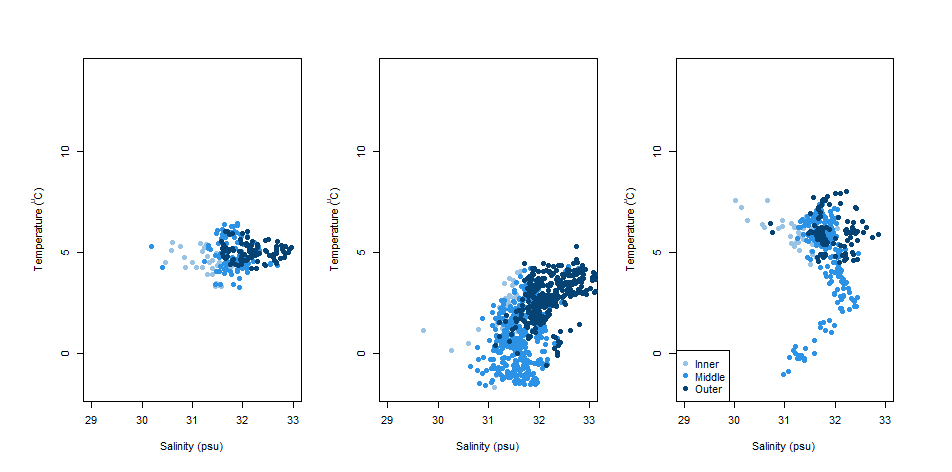 Temperature (°C)
10
5
0
29 30 31 32 33
Salinity (psu)
Temperature (°C)
10
5
0
29 30 31 32 33
Salinity (psu)
Temperature (°C)
10
5
0
Inner
Middle
Outer
29 30 31 32 33
Salinity (psu)